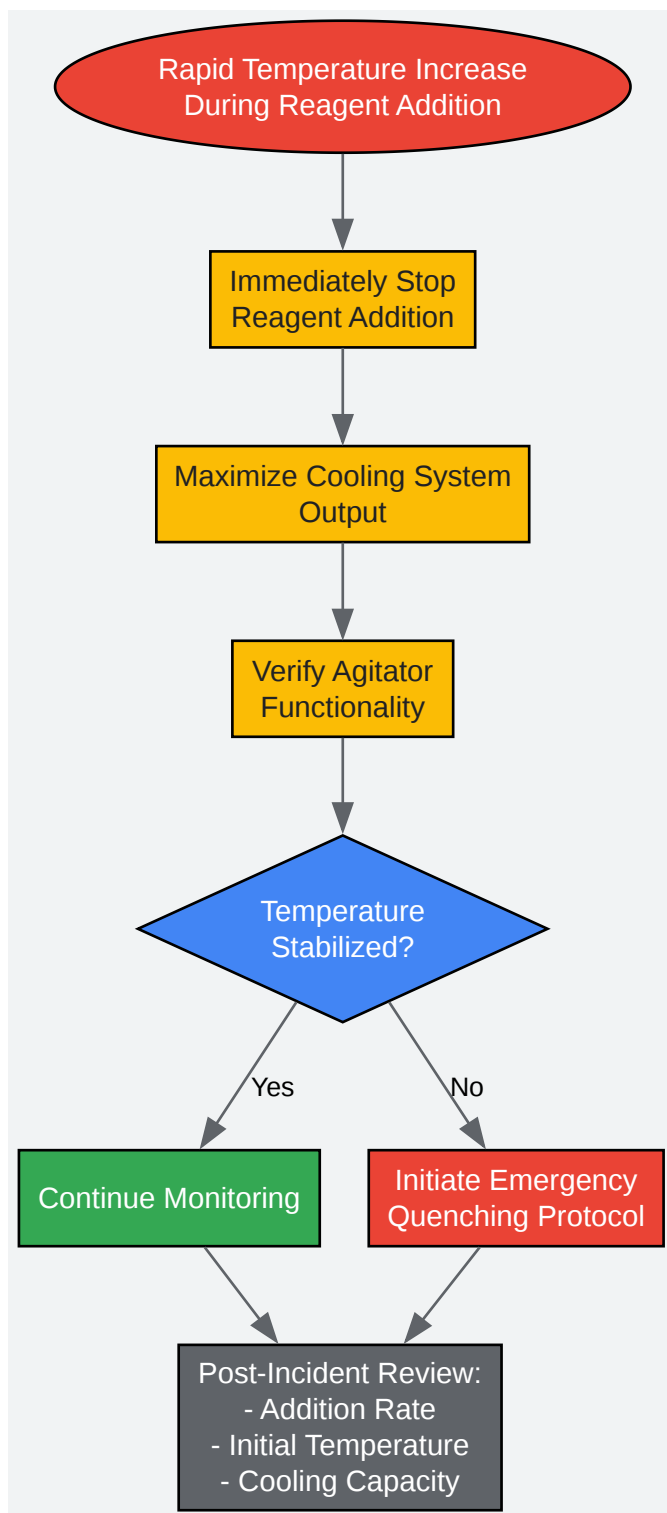 Rapid Temperature Increase
During Reagent Addition
Immediately Stop
Reagent Addition
Maximize Cooling System
Output
Verify Agitator
Functionality
Temperature
Stabilized?
Yes
No
Continue Monitoring
Initiate Emergency
Quenching Protocol
Post-Incident Review:
- Addition Rate
- Initial Temperature
- Cooling Capacity